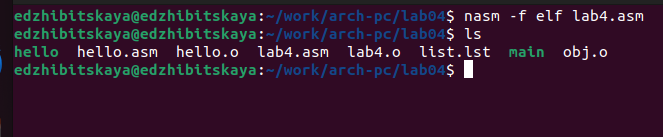 edzhibitskaya@edzhibitskaya:~/work/arch-pc/lab04$ nasm -f elf lab4.asm
edzhibitskaya@edzhibitskaya:~/work/arch-pc/lab04$ ls
hello  hello.asm  hello.o  lab4.asm  lab4.o  list.lst  main  obj.o
edzhibitskaya@edzhibitskaya:~/work/arch-pc/lab04$